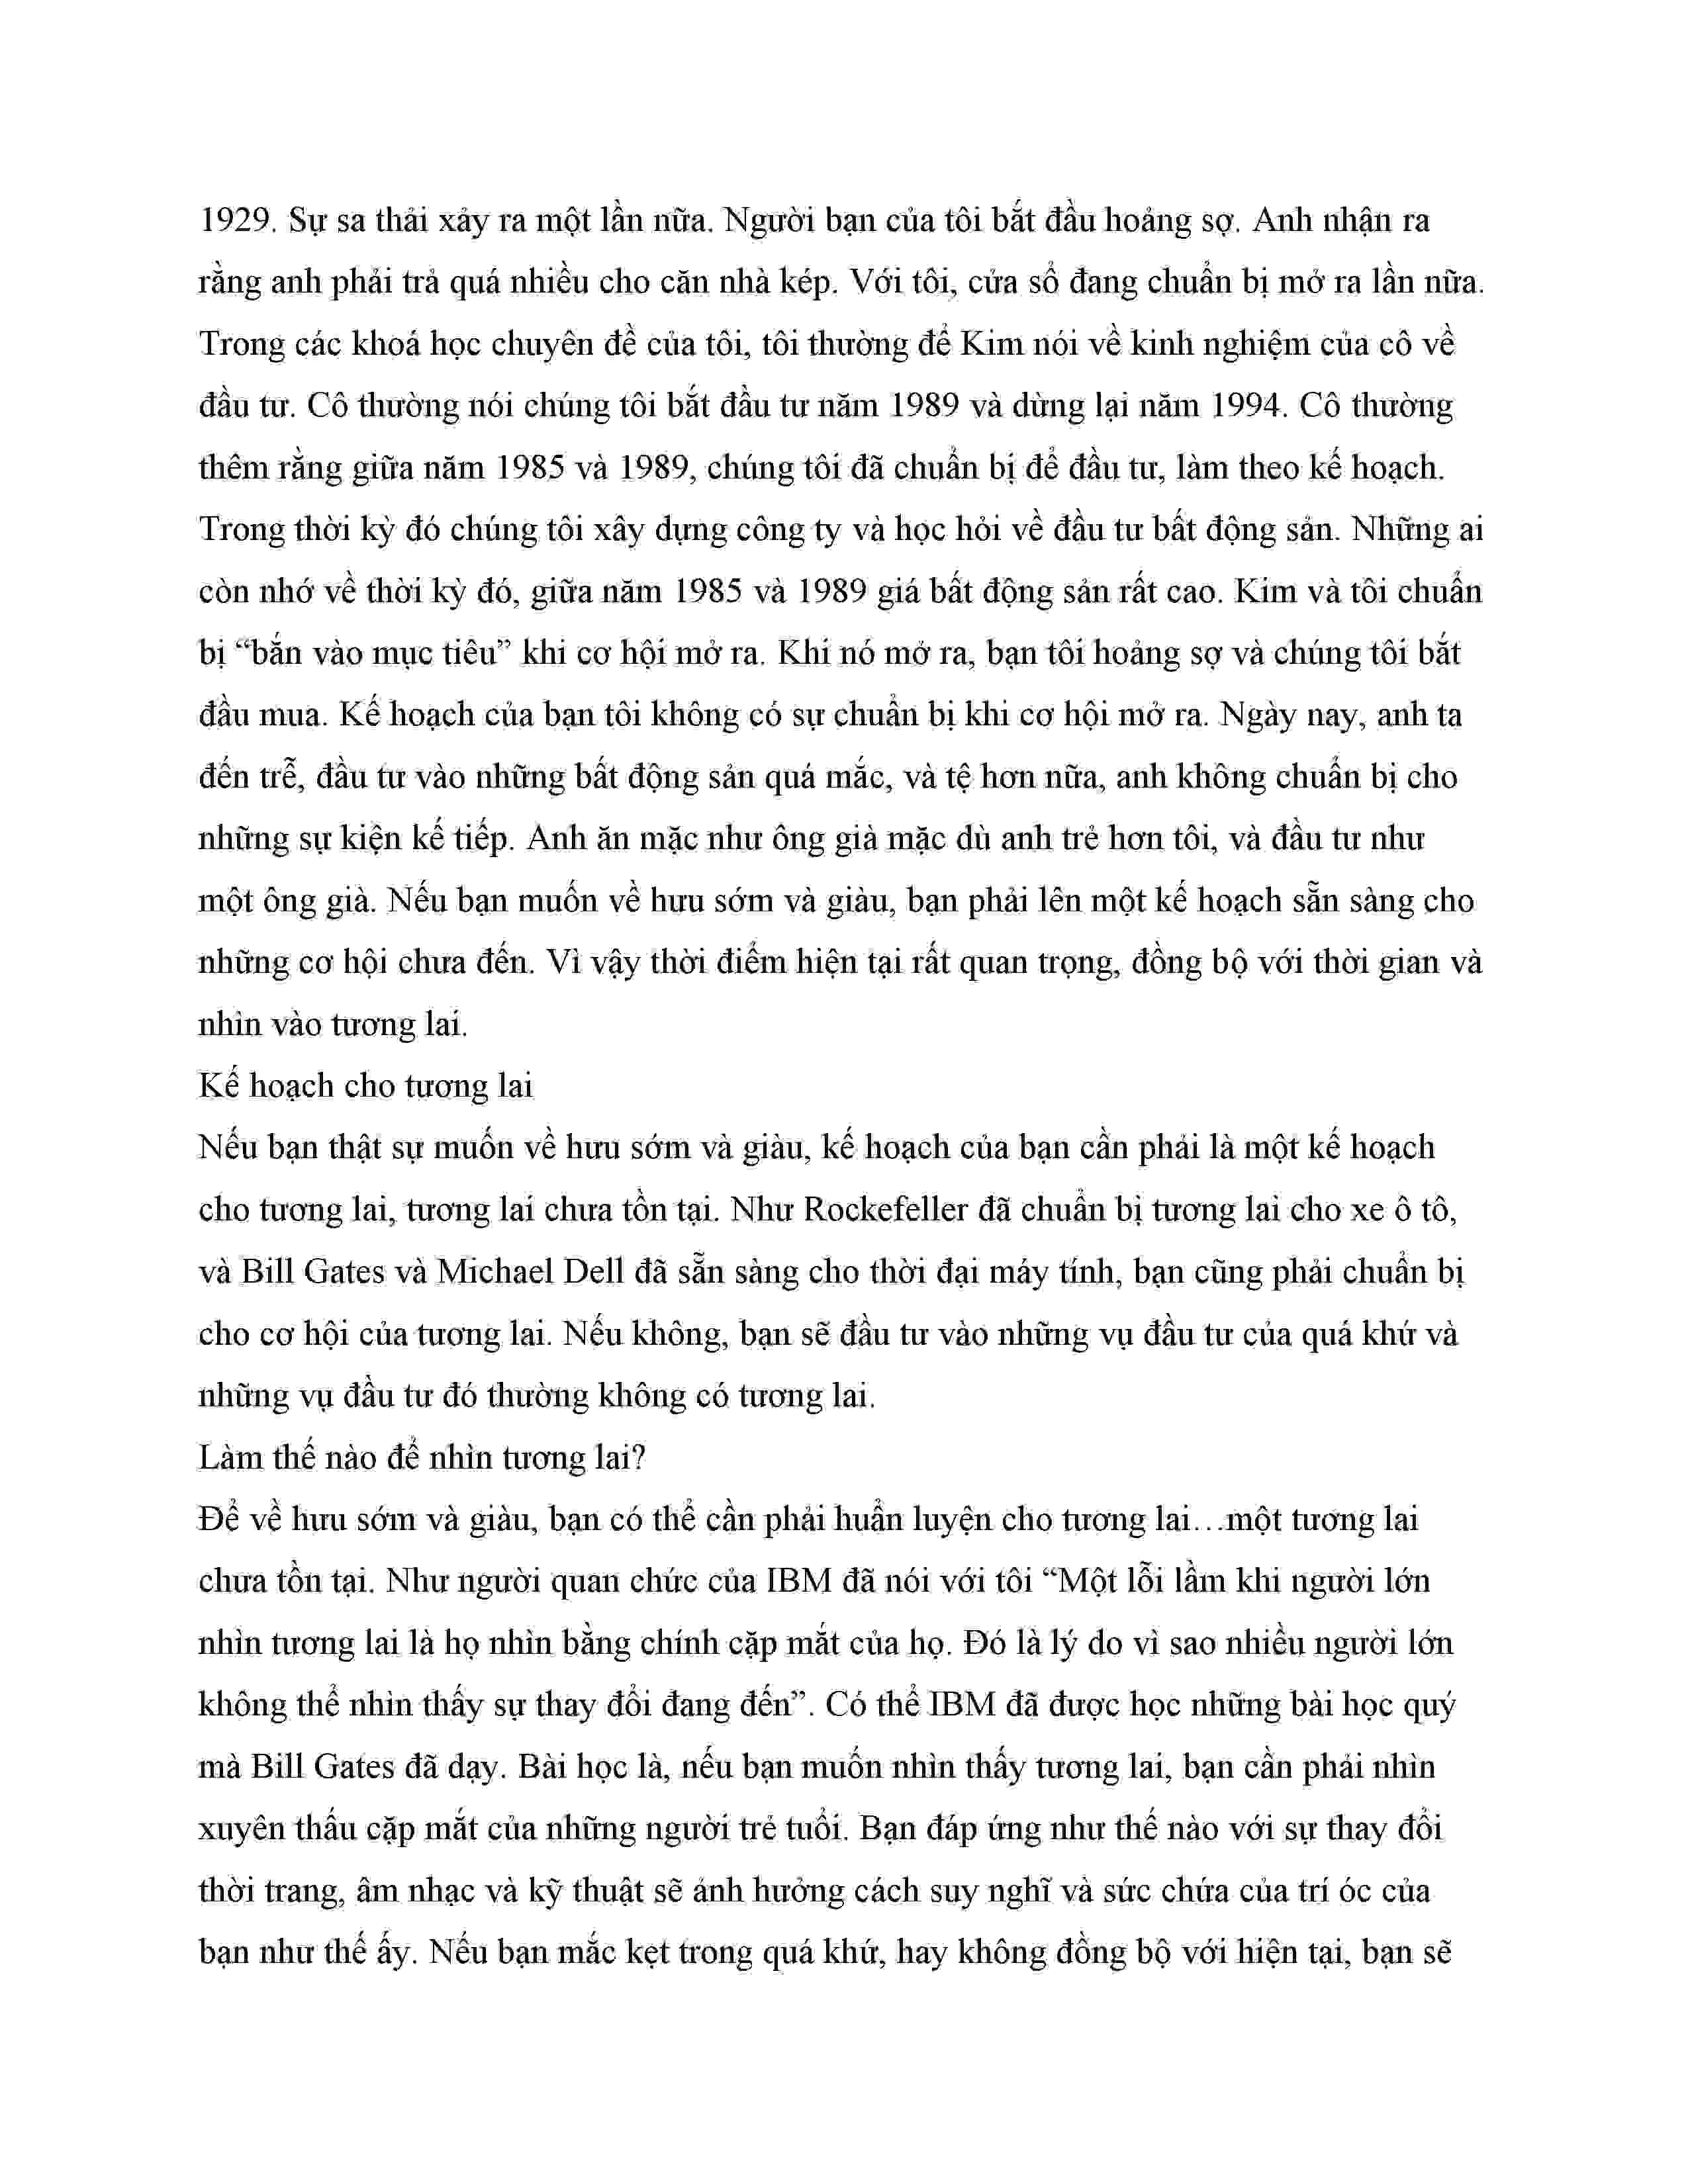 1929. Sự sa thải xảy ra một lần nữa. Người bạn của tôi bắt đầu hoảng sợ. Anh nhận ra
rằng anh phải trả quá nhiều cho căn nhà kép. Với tôi, cửa sổ đang chuẩn bị mở ra lần nữa.
Trong các khoá học chuyên đề của tôi, tôi thường để Kim nói về kinh nghiệm của cô về
đầu tư. Cô thường nói chúng tôi bắt đầu tư năm 1989 và dừng lại năm 1994. Cô thường
thêm rằng giữa năm 1985 và 1989, chúng tôi đã chuẩn bị để đầu tư, làm theo kế hoạch.
Trong thời kỳ đó chúng tôi xây dựng công ty và học hỏi về đầu tư bất động sản. Những ai
còn nhớ về thời kỳ đó, giữa năm 1985 và 1989 giá bất động sản rất cao. Kim và tôi chuẩn
bị “bắn vào mục tiêu” khi cơ hội mở ra. Khi nó mở ra, bạn tôi hoảng sợ và chúng tôi bắt
đầu mua. Kế hoạch của bạn tôi không có sự chuẩn bị khi cơ hội mở ra. Ngày nay, anh ta
đến trễ, đầu tư vào những bất động sản quá mắc, và tệ hơn nữa, anh không chuẩn bị cho
những sự kiện kế tiếp. Anh ăn mặc như ông già mặc dù anh trẻ hơn tôi, và đầu tư như
một ông già. Nếu bạn muốn về hưu sớm và giàu, bạn phải lên một kế hoạch sẵn sàng cho
những cơ hội chưa đến. Vì vậy thời điểm hiện tại rất quan trọng, đồng bộ với thời gian và
nhìn vào tương lai.
Kế hoạch cho tương lai
Nếu bạn thật sự muốn về hưu sớm và giàu, kế hoạch của bạn cần phải là một kế hoạch
cho tương lai, tương lai chưa tồn tại. Như Rockefeller đã chuẩn bị tương lai cho xe ô tô,
và Bill Gates và Michael Dell đã sẵn sàng cho thời đại máy tính, bạn cũng phải chuẩn bị
cho cơ hội của tương lai. Nếu không, bạn sẽ đầu tư vào những vụ đầu tư của quá khứ và
những vụ đầu tư đó thường không có tương lai.
Làm thế nào để nhìn tương lai?
Để về hưu sớm và giàu, bạn có thể cần phải huấn luyện cho tương lai…một tương lai
chưa tồn tại. Như người quan chức của IBM đã nói với tôi “Một lỗi lầm khi người lớn
nhìn tương lai là họ nhìn bằng chính cặp mắt của họ. Đó là lý do vì sao nhiều người lớn
không thể nhìn thấy sự thay đổi đang đến”. Có thể IBM đã được học những bài học quý
mà Bill Gates đã dạy. Bài học là, nếu bạn muốn nhìn thấy tương lai, bạn cần phải nhìn
xuyên thấu cặp mắt của những người trẻ tuổi. Bạn đáp ứng như thế nào với sự thay đổi
thời trang, âm nhạc và kỹ thuật sẽ ảnh hưởng cách suy nghĩ và sức chứa của trí óc của
bạn như thế ấy. Nếu bạn mắc kẹt trong quá khứ, hay không đồng bộ với hiện tại, bạn sẽ